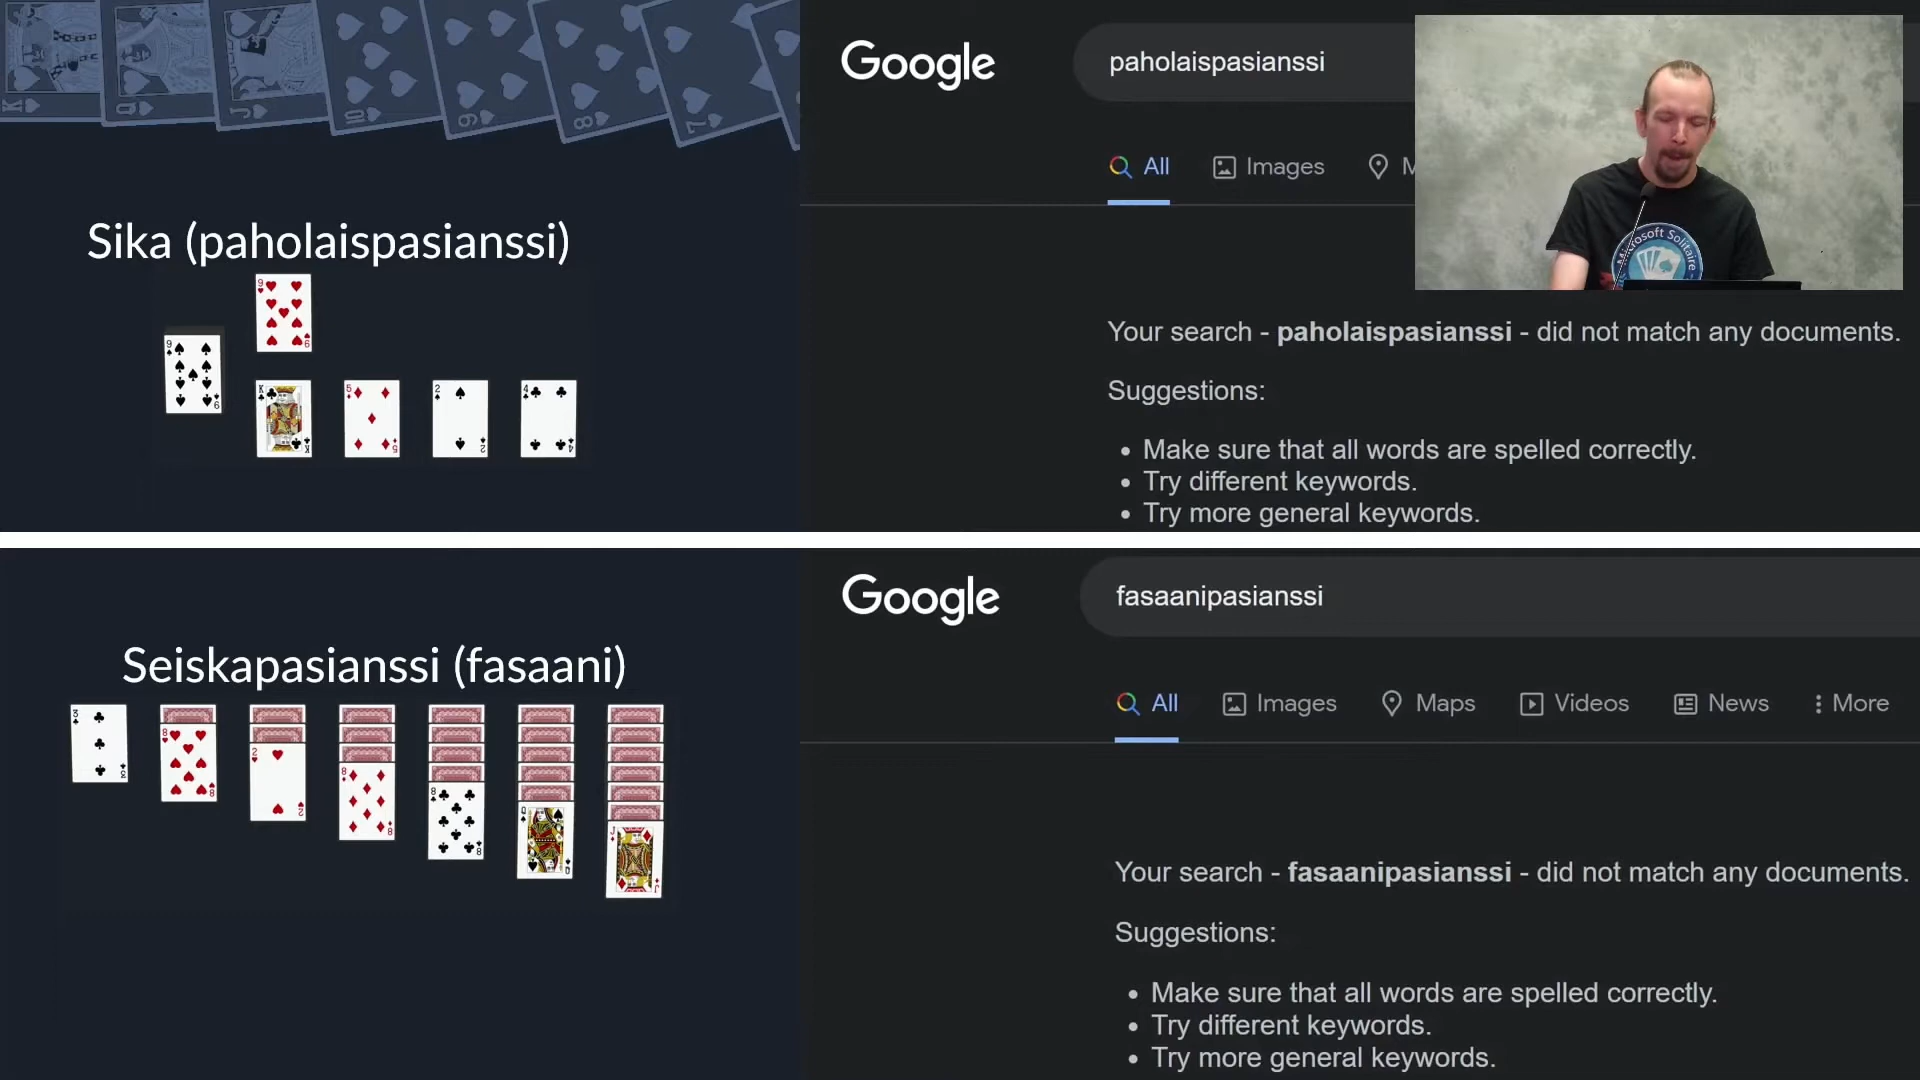 Google
paholaispasianssi
All
Images
Sika (paholaispasianssi)
Microsoft Solitaire
Your search - paholaispasianssi - did not match any documents.
Suggestions:
Make sure that all words are spelled correctly.
Try different keywords.
Try more general keywords.
Google
fasaanipasianssi
Seiskapasianssi (fasaani)
All
Images
Maps
Videos
News
More
Your search - fasaanipasianssi - did not match any documents.
Suggestions:
Make sure that all words are spelled correctly.
Try different keywords.
Try more general keywords.